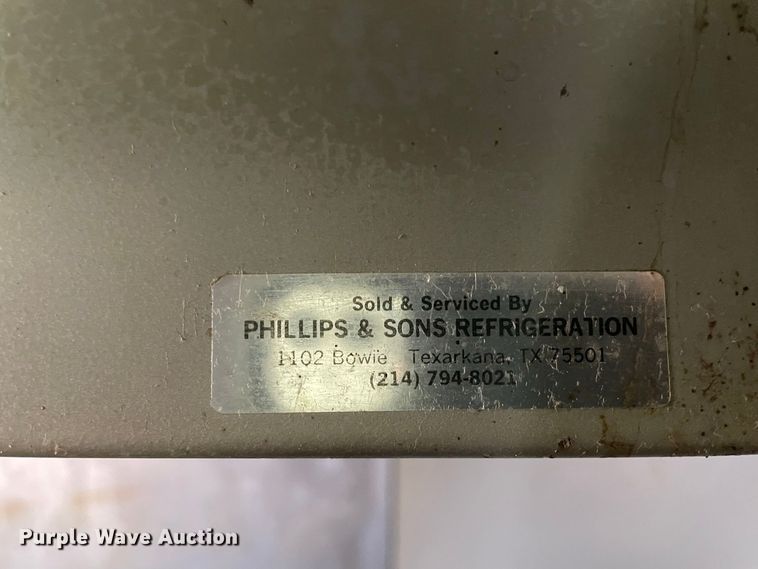 Sold & Serviced By
PHILLIPS & SONS REFRIGERATION
1102 Bowie Texarkana, TX 75501
(214) 794-8021
Purple Wave Auction